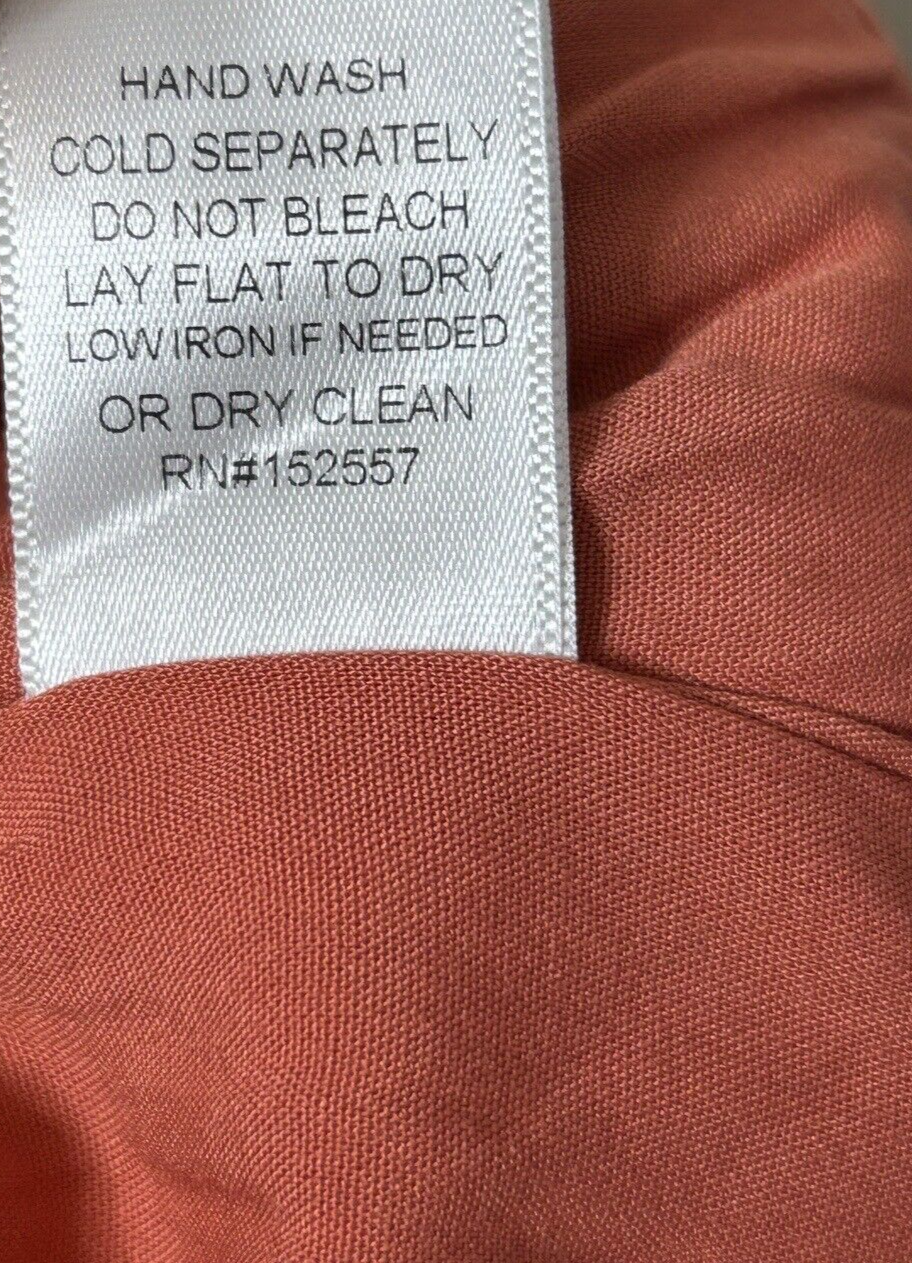 HAND WASH
COLD SEPARATELY
DO NOT BLEACH
LAY FLAT TO DRY
LOW IRON IF NEEDED
OR DRY CLEAN
RN#152557